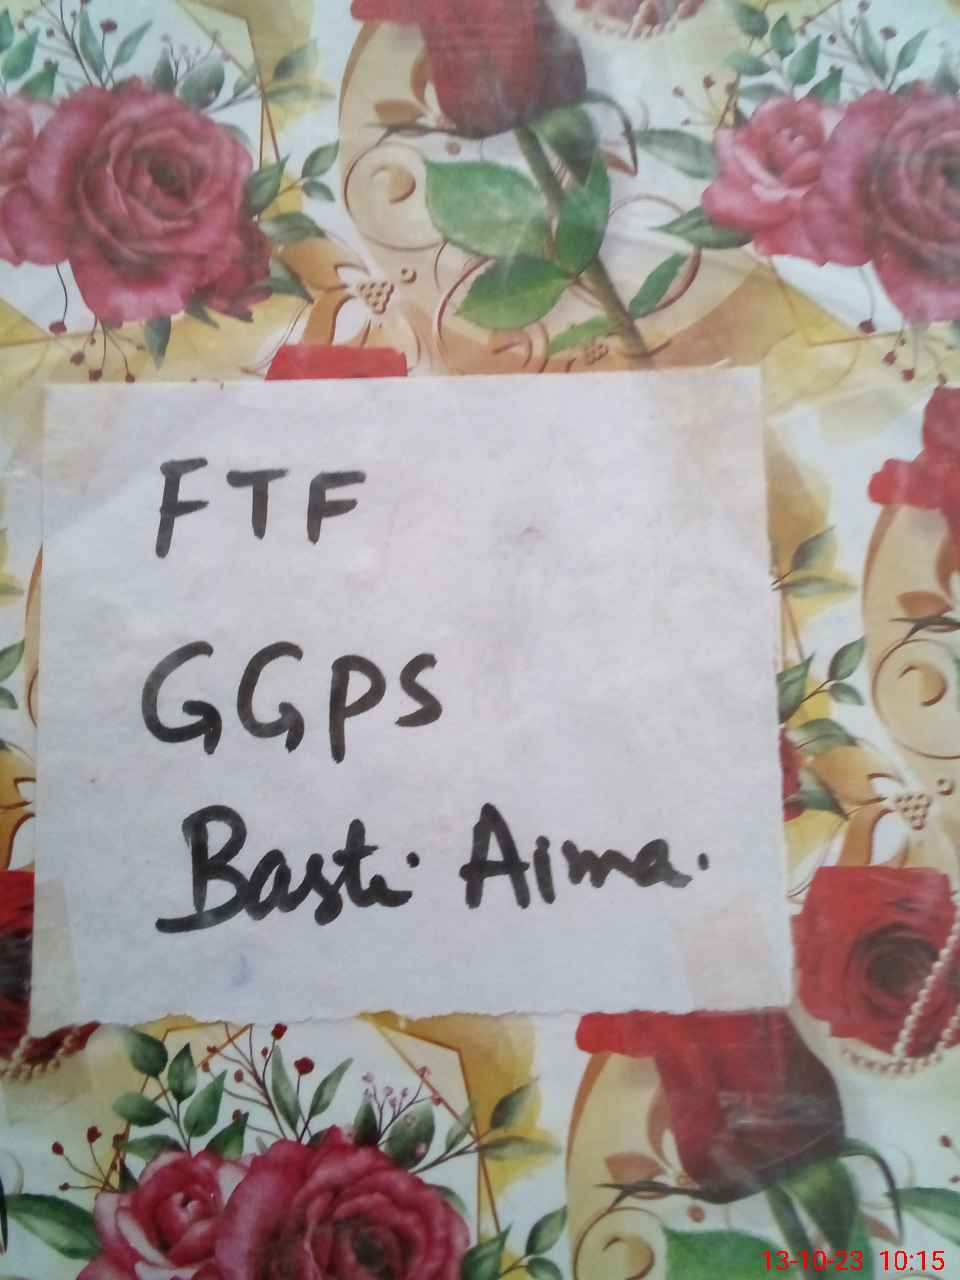 FTF
GGPS
Basti Aima.
13-10-23 10:15